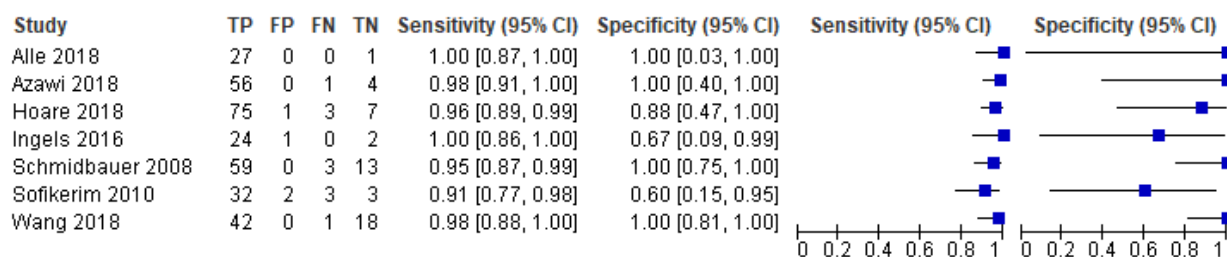 Study TP FP FN TN Sensitivity (95% CI) Specificity (95% CI) Sensitivity (95% CI) Specificity (95% CI)
Alle 2018 27 0 0 1 1.00 [0.87, 1.00] 1.00 [0.03, 1.00]
Azawi 2018 56 0 1 4 0.98 [0.91, 1.00] 1.00 [0.40, 1.00]
Hoare 2018 75 1 3 7 0.96 [0.89, 0.99] 0.88 [0.47, 1.00]
Ingels 2016 24 1 0 2 1.00 [0.86, 1.00] 0.67 [0.09, 0.99]
Schmidbauer 2008 59 0 3 13 0.95 [0.87, 0.99] 1.00 [0.75, 1.00]
Sofikerim 2010 32 2 3 3 0.91 [0.77, 0.98] 0.60 [0.15, 0.95]
Wang 2018 42 0 1 18 0.98 [0.88, 1.00] 1.00 [0.81, 1.00]
0 0.2 0.4 0.6 0.8 1 0 0.2 0.4 0.6 0.8 1